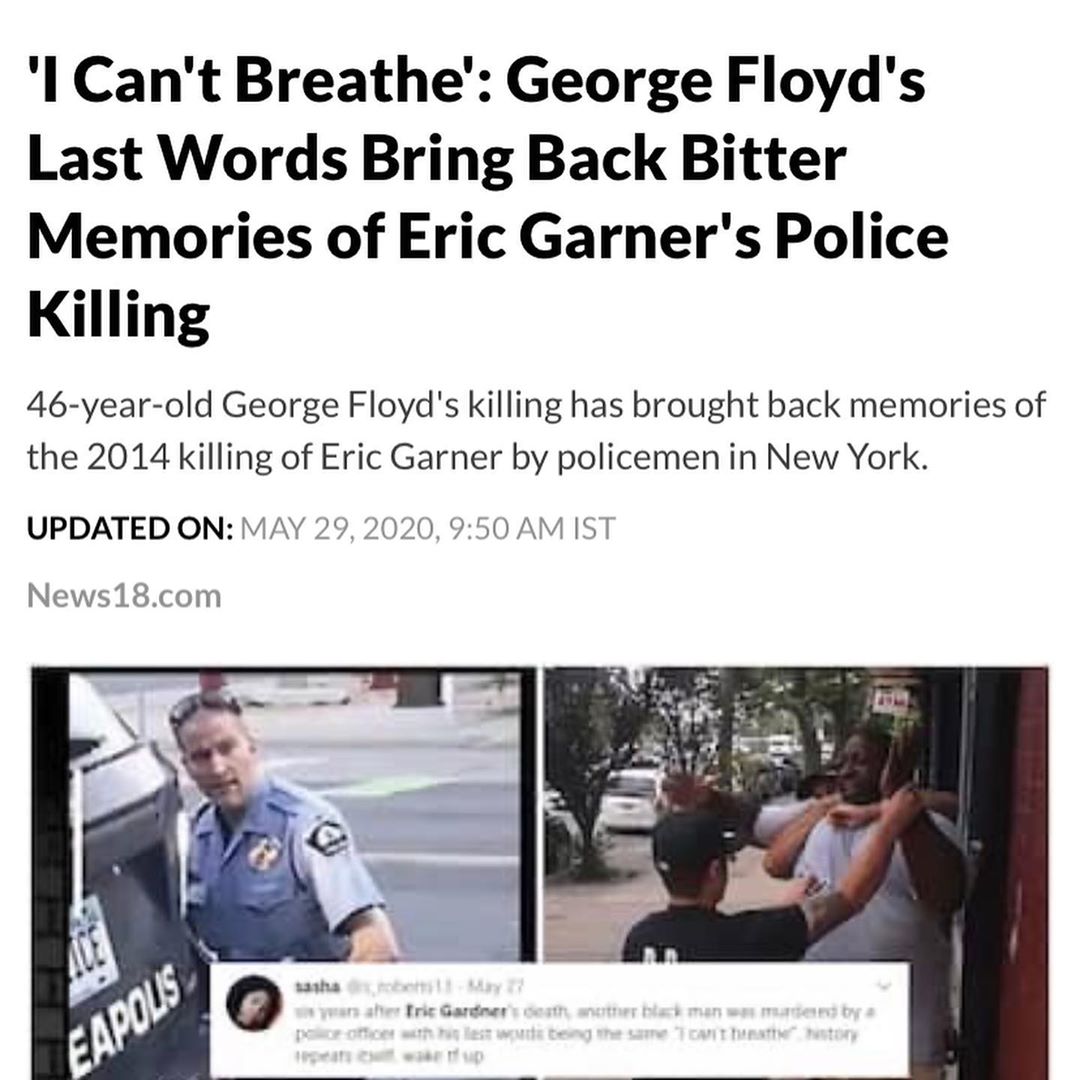 'I Can't Breathe': George Floyd's
Last Words Bring Back Bitter
Memories of Eric Garner's Police
Killing
46-year-old George Floyd's killing has brought back memories of
the 2014 killing of Eric Garner by policemen in New York.
UPDATED ON: MAY 29, 2020, 9:50 AM IST
News18.com
EAPOLIS
sasha May 27
six years after Eric Gardner's death, another black man was murdered by a
police officer with his last words being the same "I can't breathe". history
repeats itself. wake tf up